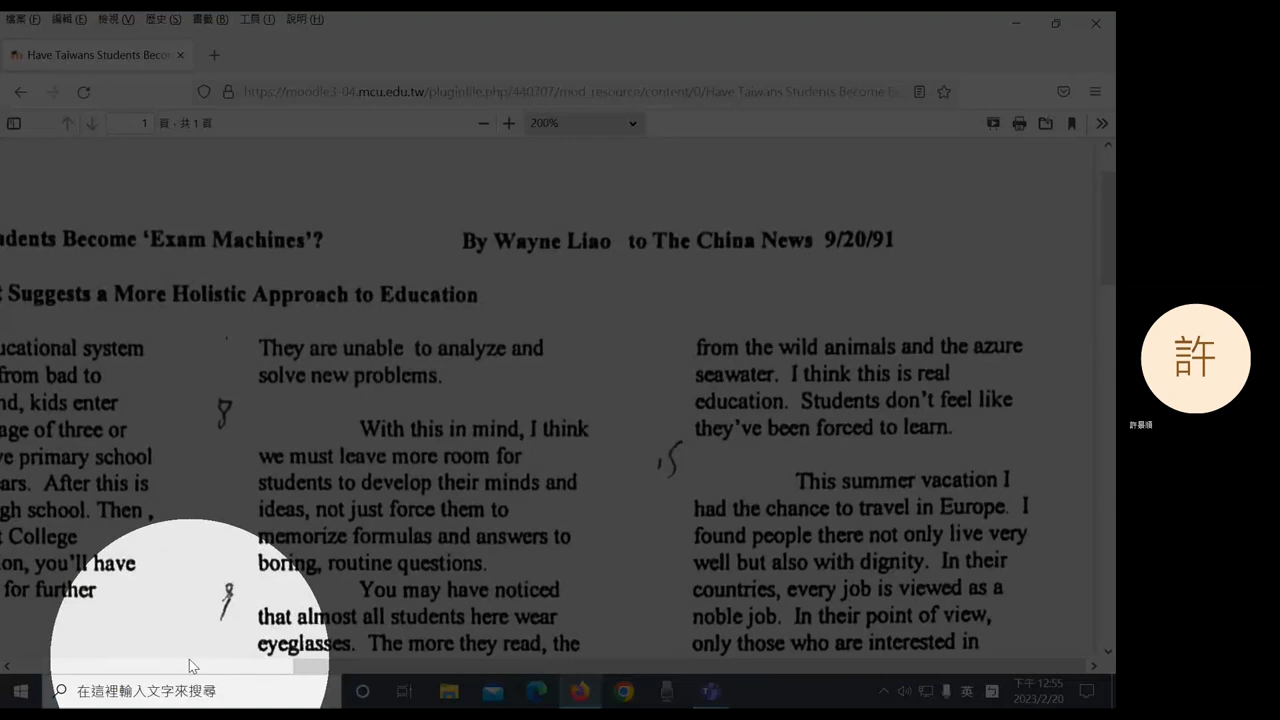 檔案(F) 編輯(E) 檢視(V) 歷史(S) 書籤(B) 工具(T) 說明(H)
Have Taiwans Students Beco
https://moodle3-04.mcu.edu.tw/pluginfile.php/440707/mod_resource/content/0/Have Taiwans Students Become E
1 頁,共 1 頁
200%
udents Become ‘Exam Machines’? By Wayne Liao to The China News 9/20/91
t Suggests a More Holistic Approach to Education
ucational system
from bad to
nd, kids enter
age of three or
ve primary school
ars. After this is
gh school. Then ,
t College
on, you'll have
for further
They are unable to analyze and
solve new problems.
8
With this in mind, I think
we must leave more room for
students to develop their minds and
ideas, not just force them to
memorize formulas and answers to
boring, routine questions.
9
You may have noticed
that almost all students here wear
eyeglasses. The more they read, the
from the wild animals and the azure
seawater. I think this is real
education. Students don't feel like
they've been forced to learn.
15
This summer vacation I
had the chance to travel in Europe. I
found people there not only live very
well but also with dignity. In their
countries, every job is viewed as a
noble job. In their point of view,
only those who are interested in
許
許景順
在這裡輸入文字來搜尋
英
下午 12:55
2023/2/20